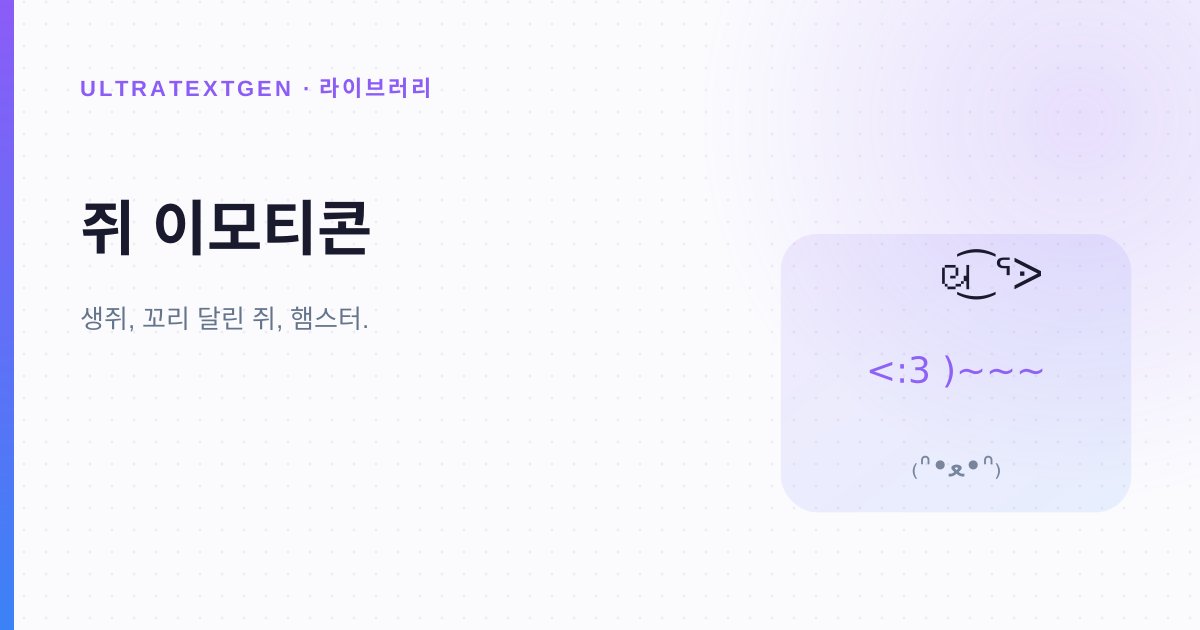 ULTRATEXTGEN · 라이브러리
쥐 이모티콘
생쥐, 꼬리 달린 쥐, 햄스터.
<:3 )~~~
(ᐢ•ᴥ•ᐢ)